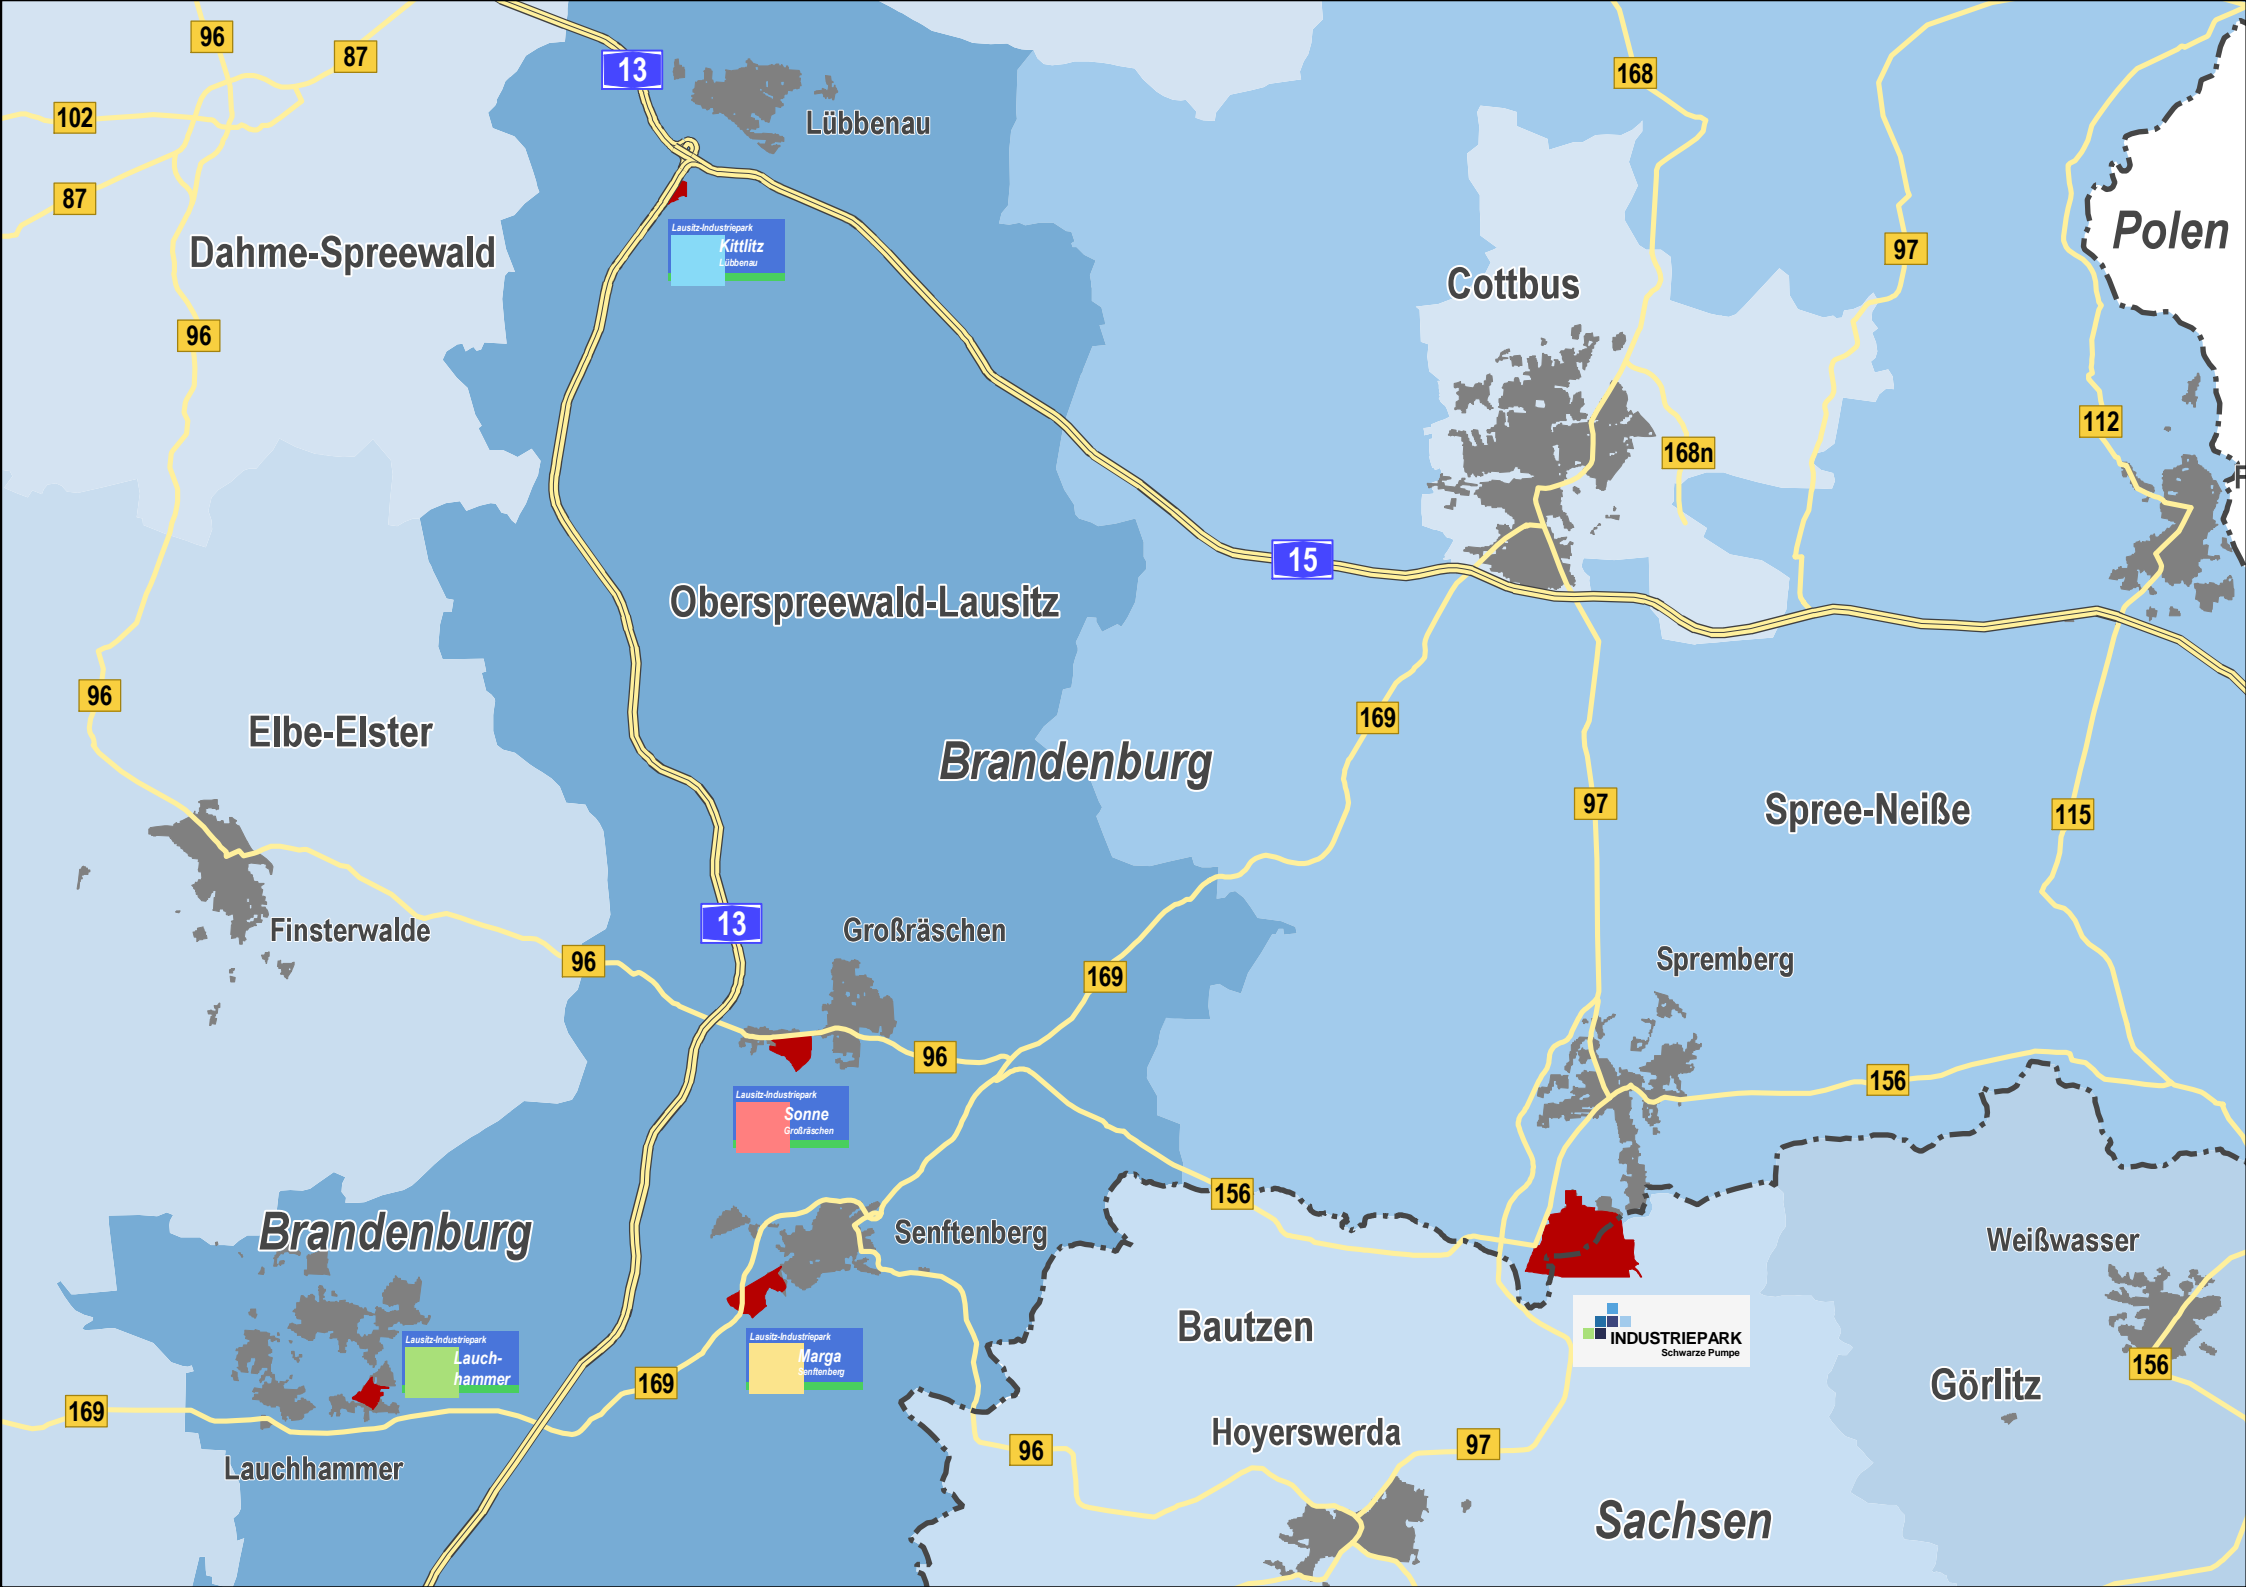 96
87
13
168
102
Lübbenau
87
Polen
Lausitz-Industriepark
Kittlitz
Lübbenau
Dahme-Spreewald
97
Cottbus
96
112
168n
15
Oberspreewald-Lausitz
96
169
Elbe-Elster
Brandenburg
97
Spree-Neiße
115
13
Finsterwalde
Großräschen
96
Spremberg
169
96
156
Lausitz-Industriepark
Sonne
Großräschen
156
Brandenburg
Senftenberg
Weißwasser
Bautzen
Lausitz-Industriepark
Lauch-
hammer
Lausitz-Industriepark
Marga
Senftenberg
INDUSTRIEPARK
Schwarze Pumpe
156
169
Görlitz
169
Hoyerswerda
97
96
Lauchhammer
Sachsen